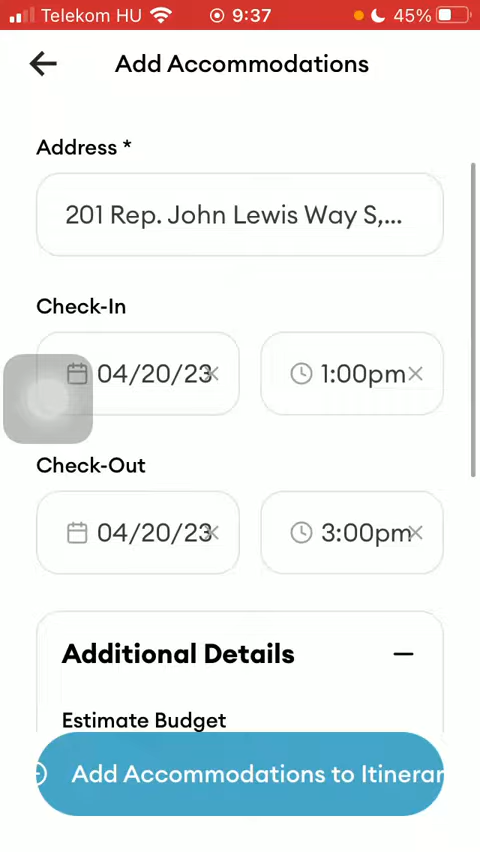 Telekom HU 9:37 45%
Add Accommodations
Address *
201 Rep. John Lewis Way S,...
Check-In
04/20/23 1:00pm
Check-Out
04/20/23 3:00pm
Additional Details
Estimate Budget
Add Accommodations to Itinerar